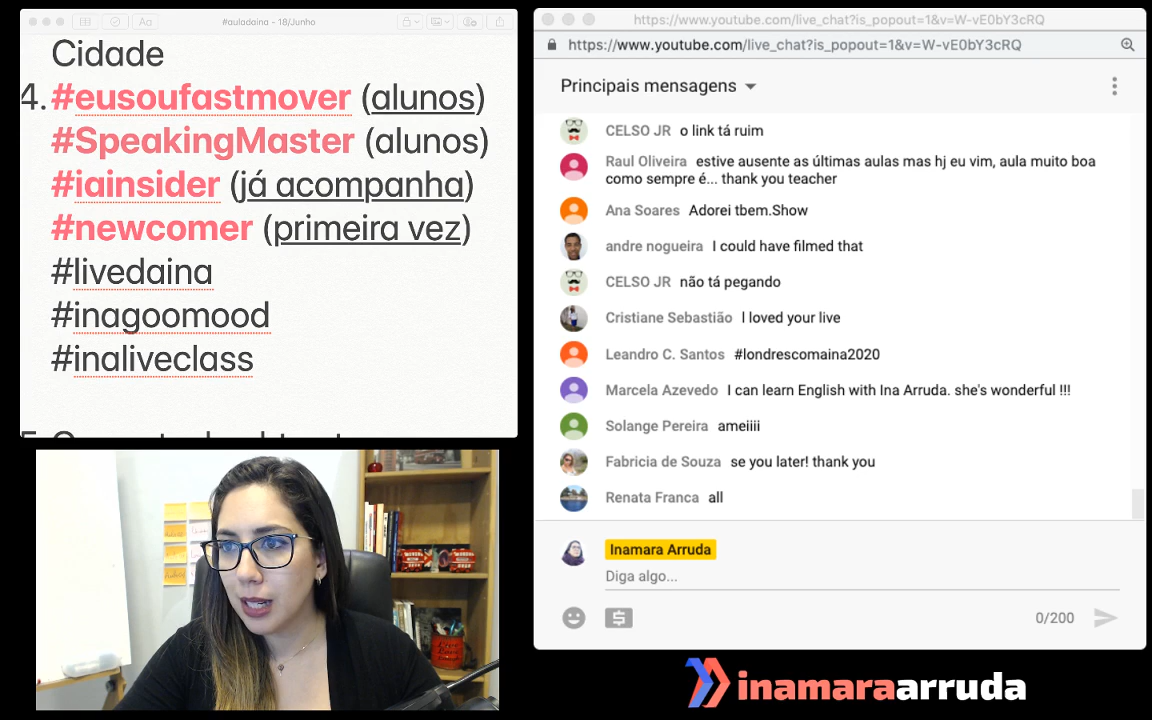 #auladaina - 18/Junho
Cidade
4. #eusoufastmover (alunos)
#SpeakingMaster (alunos)
#iainsider (já acompanha)
#newcomer (primeira vez)
#livedaina
#inagoomood
#inaliveclass
https://www.youtube.com/live_chat?is_popout=1&v=W-vE0bY3cRQ
https://www.youtube.com/live_chat?is_popout=1&v=W-vE0bY3cRQ
Principais mensagens
CELSO JR o link tá ruim
Raul Oliveira estive ausente as últimas aulas mas hj eu vim, aula muito boa
como sempre é... thank you teacher
Ana Soares Adorei tbem.Show
andre nogueira I could have filmed that
CELSO JR não tá pegando
Cristiane Sebastião I loved your live
Leandro C. Santos #londrescomaina2020
Marcela Azevedo I can learn English with Ina Arruda. she's wonderful !!!
Solange Pereira ameiiii
Fabricia de Souza se you later! thank you
Renata Franca all
Inamara Arruda
Diga algo...
0/200
inamaraarruda